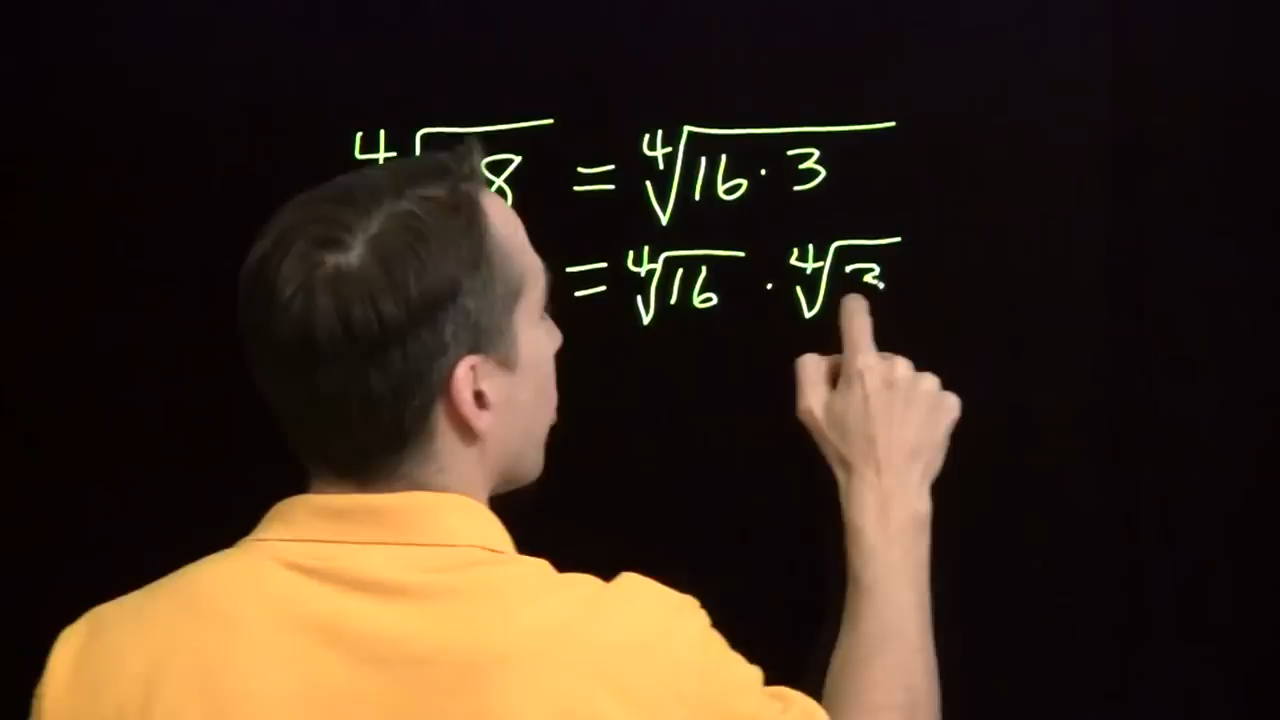 ⁴√ 8 = ⁴√16 · 3
= ⁴√16 · ⁴√